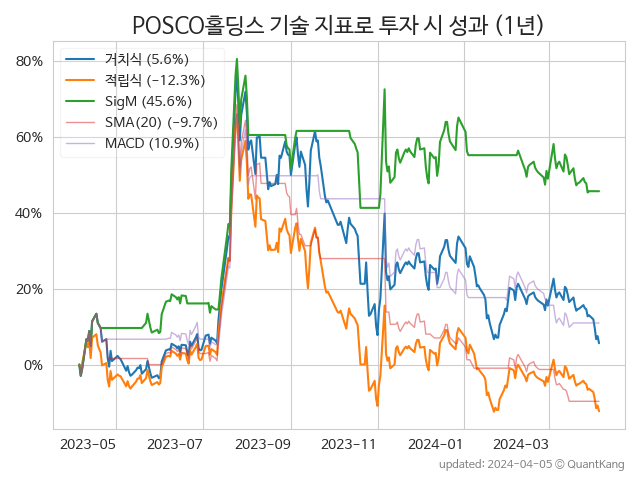 POSCO홀딩스 기술 지표로 투자 시 성과 (1년)
거치식 (5.6%)
적립식 (−12.3%)
SigM (45.6%)
SMA(20) (−9.7%)
MACD (10.9%)
80%
60%
40%
20%
0%
2023-05 2023-07 2023-09 2023-11 2024-01 2024-03
updated: 2024-04-05 © QuantKang